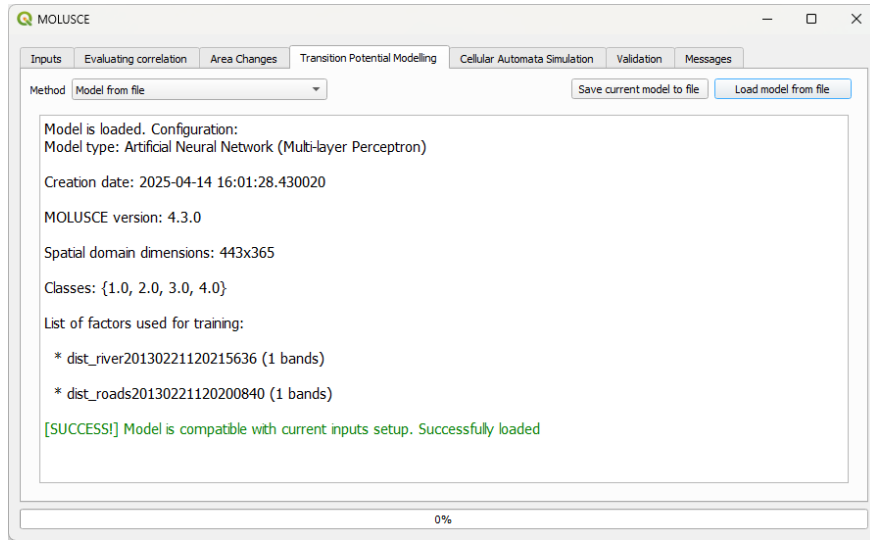 MOLUSCE
Inputs
Evaluating correlation
Area Changes
Transition Potential Modelling
Cellular Automata Simulation
Validation
Messages
Method
Model from file
Save current model to file
Load model from file
Model is loaded. Configuration:
Model type: Artificial Neural Network (Multi-layer Perceptron)
Creation date: 2025-04-14 16:01:28.430020
MOLUSCE version: 4.3.0
Spatial domain dimensions: 443x365
Classes: {1.0, 2.0, 3.0, 4.0}
List of factors used for training:
* dist_river20130221120215636 (1 bands)
* dist_roads20130221120200840 (1 bands)
[SUCCESS!] Model is compatible with current inputs setup. Successfully loaded
0%